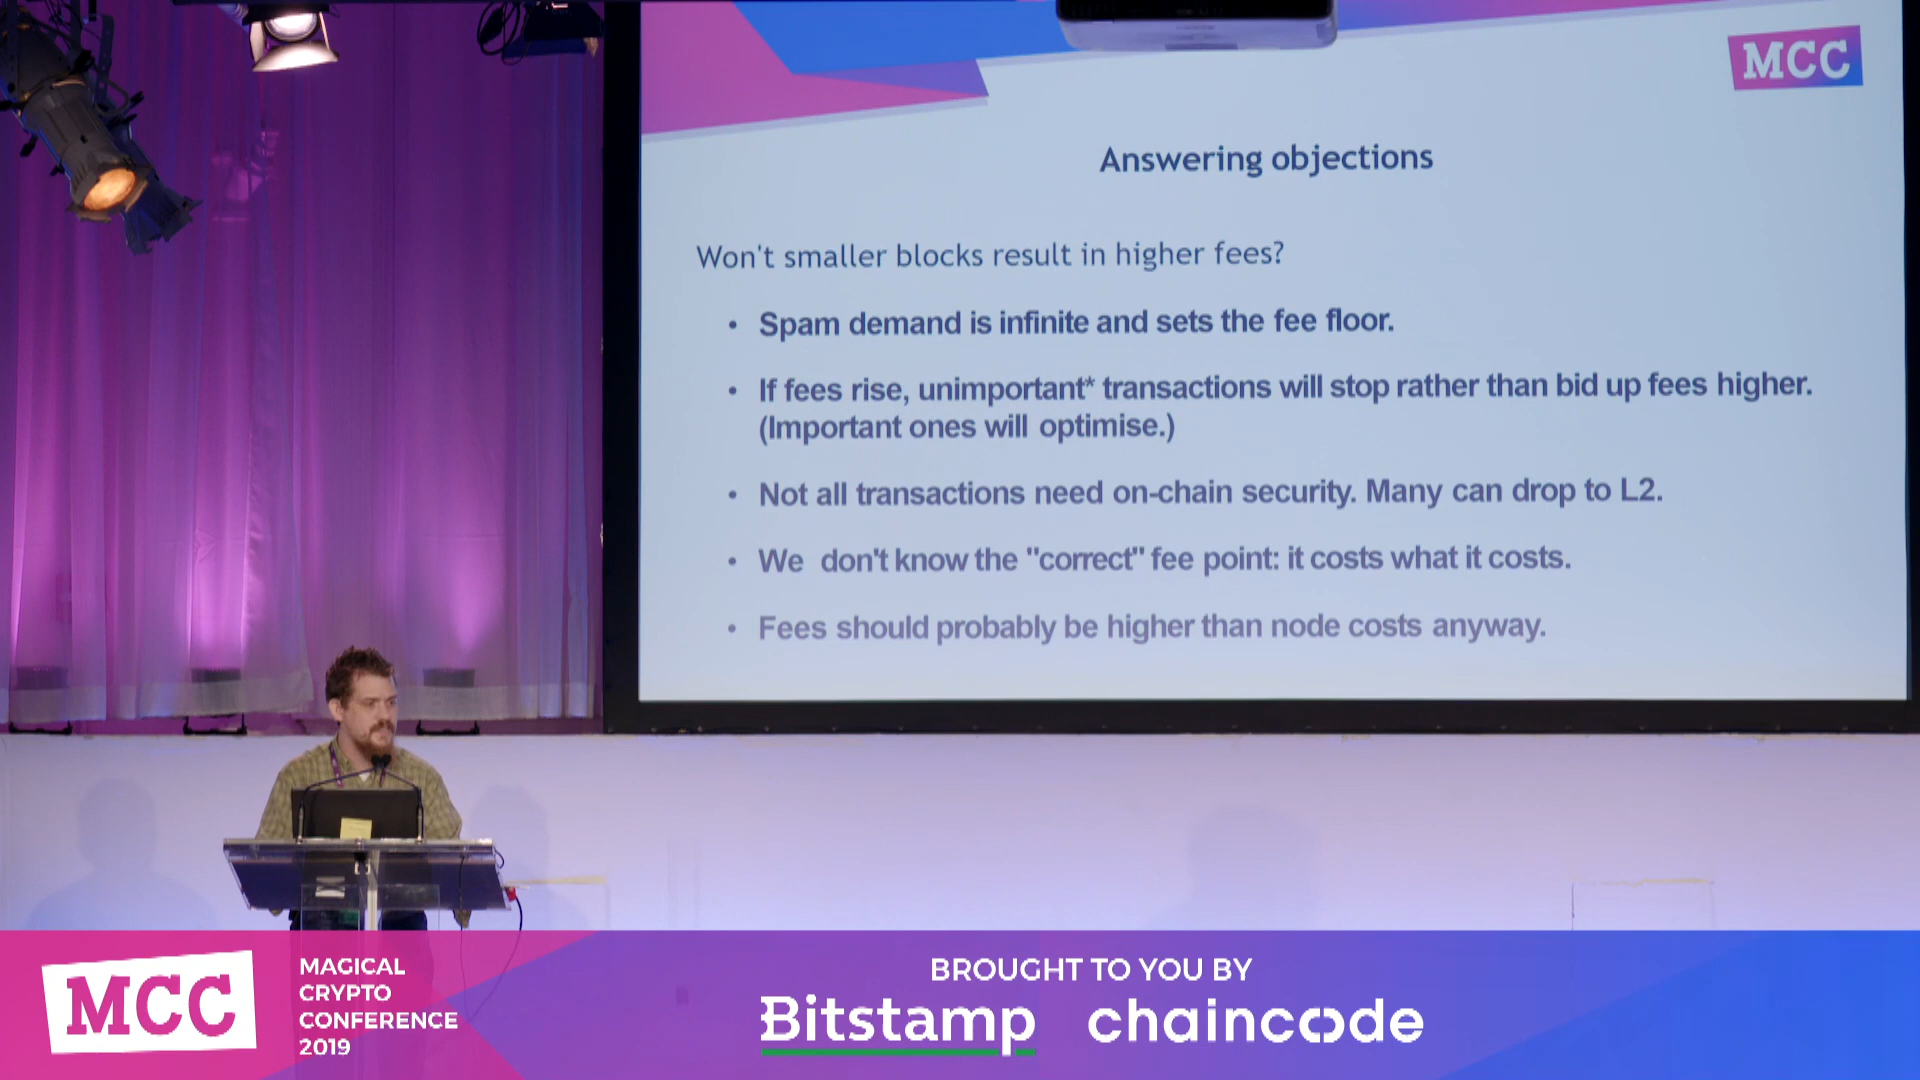 MCC
Answering objections
Won't smaller blocks result in higher fees?
• Spam demand is infinite and sets the fee floor.
• If fees rise, unimportant* transactions will stop rather than bid up fees higher.
(Important ones will optimise.)
• Not all transactions need on-chain security. Many can drop to L2.
• We don't know the "correct" fee point: it costs what it costs.
• Fees should probably be higher than node costs anyway.
MCC
MAGICAL
CRYPTO
CONFERENCE
2019
BROUGHT TO YOU BY
Bitstamp chaincode